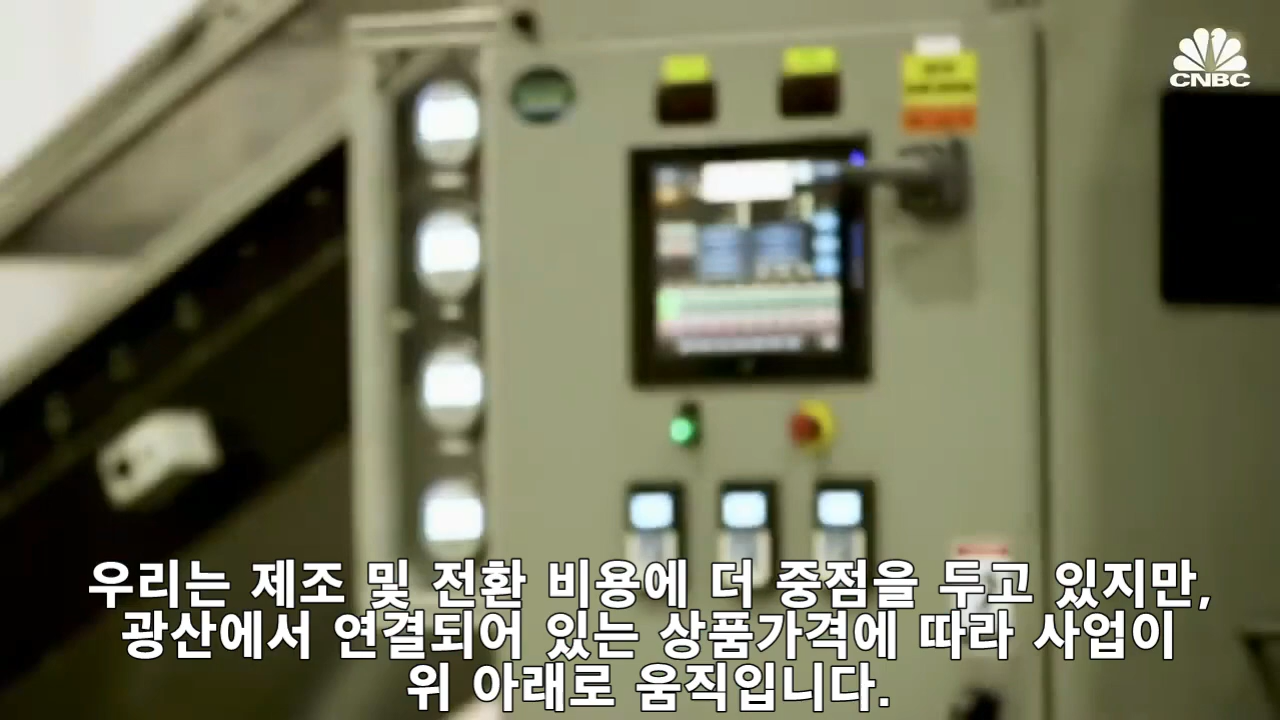 CNBC
우리는 제조 및 전환 비용에 더 중점을 두고 있지만,
광산에서 연결되어 있는 상품가격에 따라 사업이
위 아래로 움직입니다.